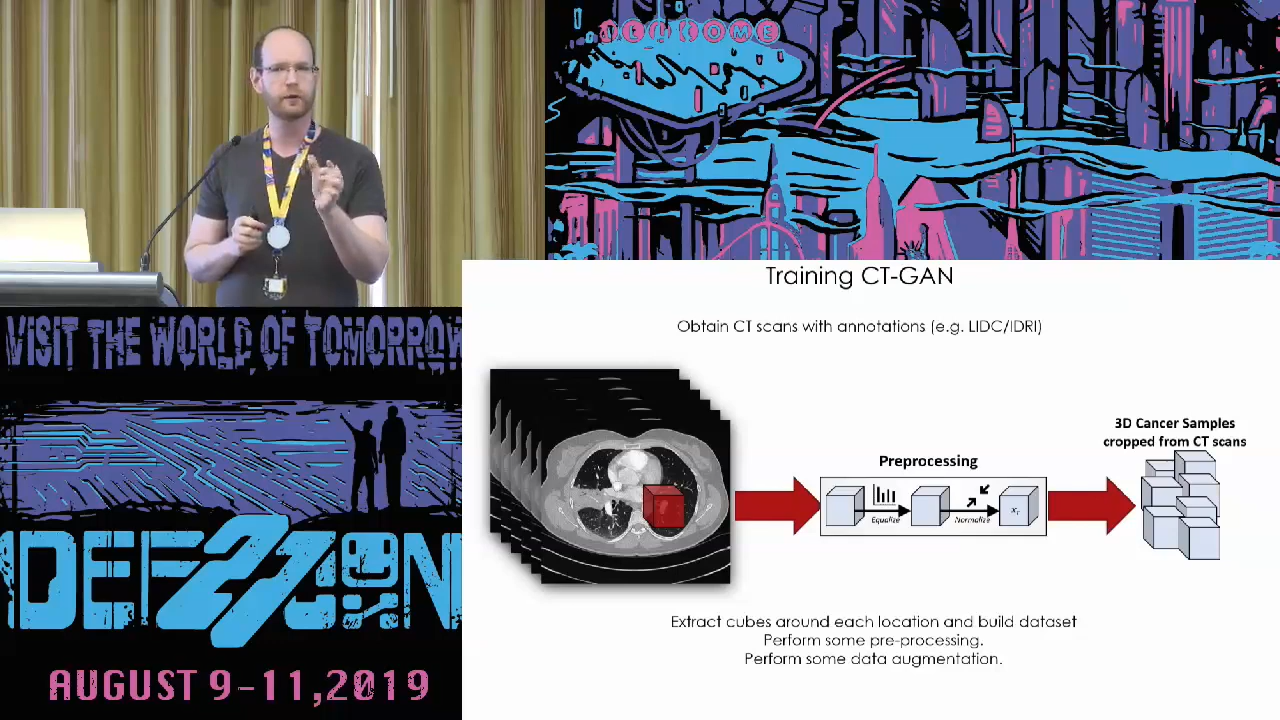 WELCOME
VISIT THE WORLD OF TOMORROW
DEF CON 27
AUGUST 9-11,2019
Training CT-GAN
Obtain CT scans with annotations (e.g. LIDC/IDRI)
Preprocessing
Equalize
Normalize
xᵣ
3D Cancer Samples
cropped from CT scans
Extract cubes around each location and build dataset
Perform some pre-processing.
Perform some data augmentation.